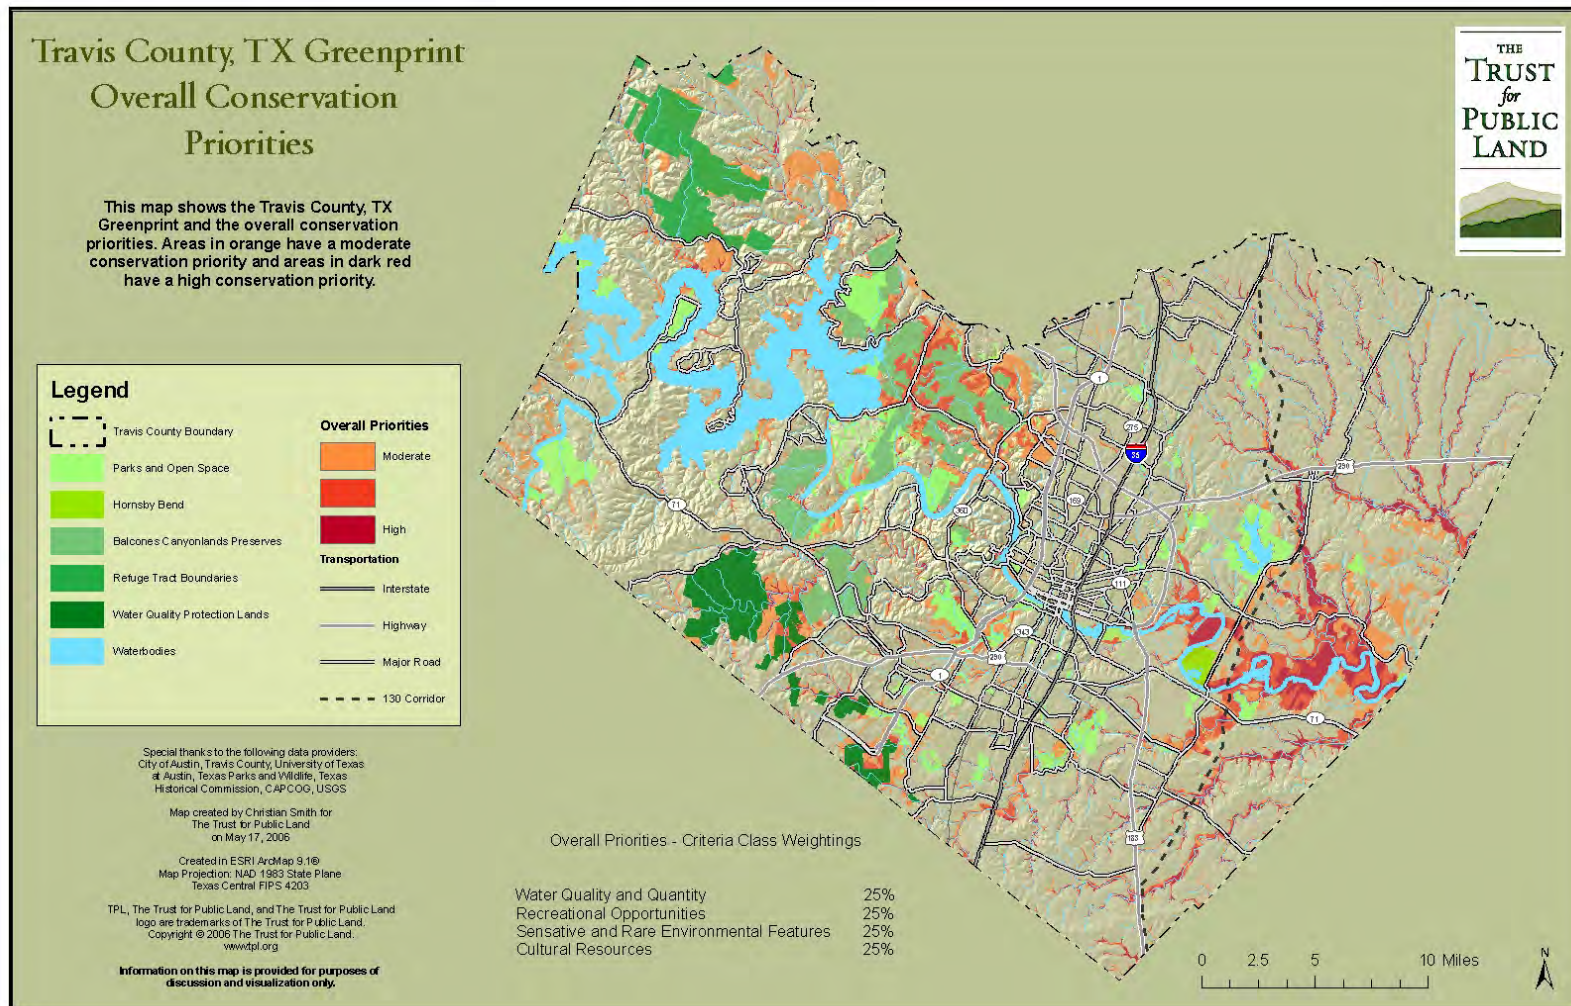 Travis County, TX Greenprint
Overall Conservation
Priorities
This map shows the Travis County, TX
Greenprint and the overall conservation
priorities. Areas in orange have a moderate
conservation priority and areas in dark red
have a high conservation priority.
Legend
Travis County Boundary
Parks and Open Space
Hornsby Bend
Balcones Canyonlands Preserves
Refuge Tract Boundaries
Water Quality Protection Lands
Waterbodies
Overall Priorities
Moderate
High
Transportation
Interstate
Highway
Major Road
130 Corridor
Special thanks to the following data providers:
City of Austin, Travis County, University of Texas
at Austin, Texas Parks and Wildlife, Texas
Historical Commission, CAPCOG, USGS
Map created by Christian Smith for
The Trust for Public Land
on May 17, 2006
Created in ESRI ArcMap 9.1®
Map Projection: NAD 1983 State Plane
Texas Central FIPS 4203
TPL, The Trust for Public Land, and The Trust for Public Land
logo are trademarks of The Trust for Public Land.
Copyright © 2006 The Trust for Public Land.
www.tpl.org
Information on this map is provided for purposes of
discussion and visualization only.
THE
TRUST
for
PUBLIC
LAND
1
275
35
290
71
360
169
111
343
290
1
71
183
Overall Priorities - Criteria Class Weightings
Water Quality and Quantity 25%
Recreational Opportunities 25%
Sensative and Rare Environmental Features 25%
Cultural Resources 25%
0 2.5 5 10 Miles
N